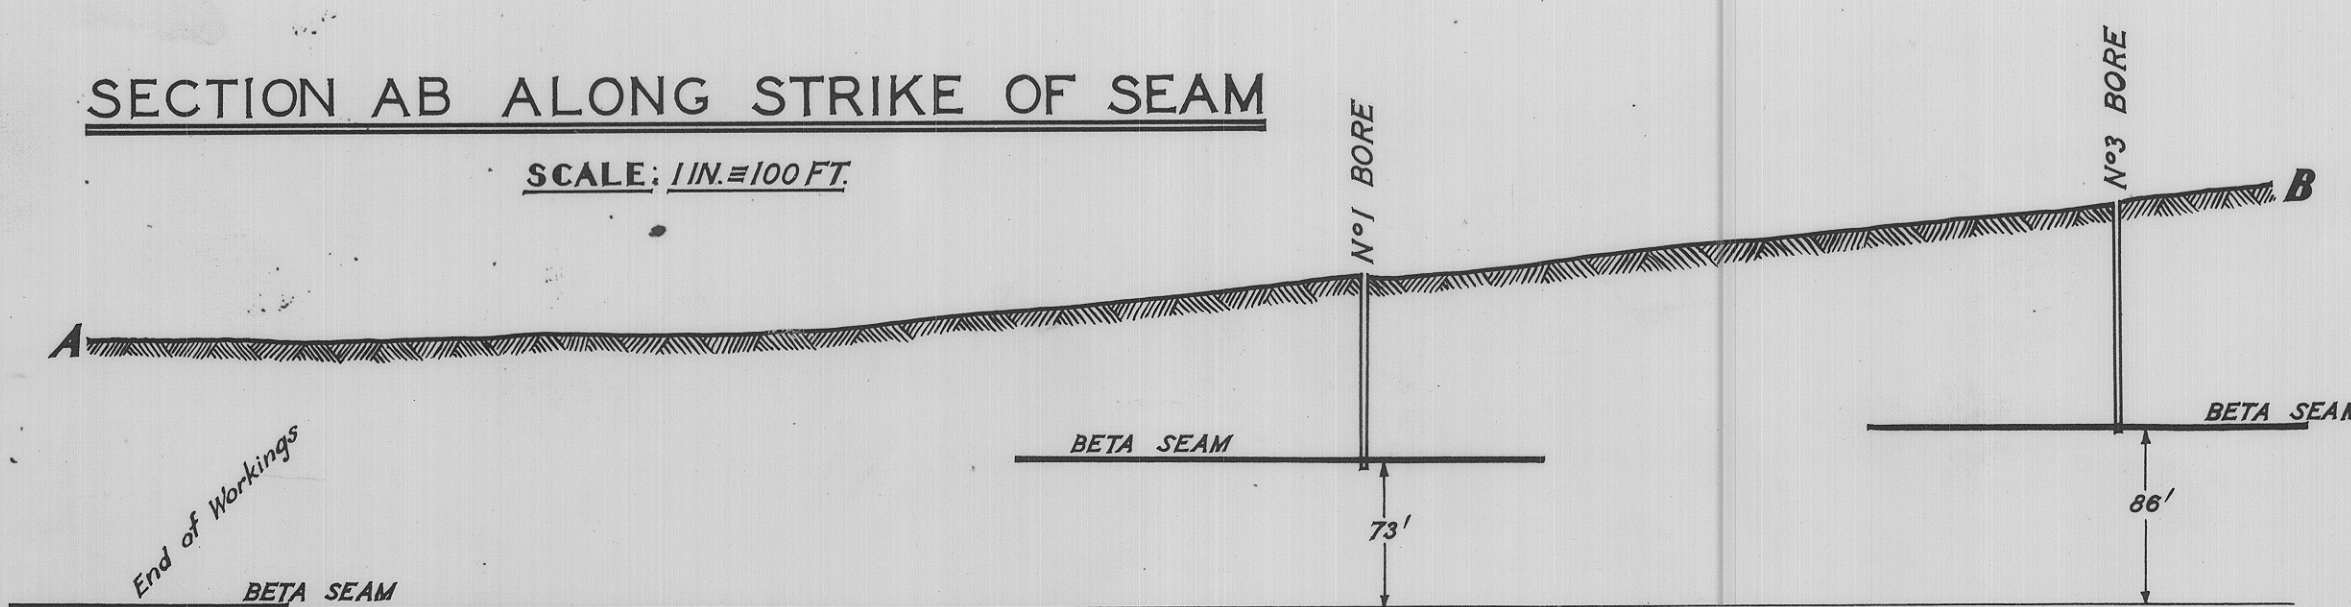 SECTION AB ALONG STRIKE OF SEAM
SCALE: 1 IN. ≡ 100 FT.
Nº1 BORE
Nº3 BORE
A
B
BETA SEAM
BETA SEAM
73'
86'
End of Workings
BETA SEAM